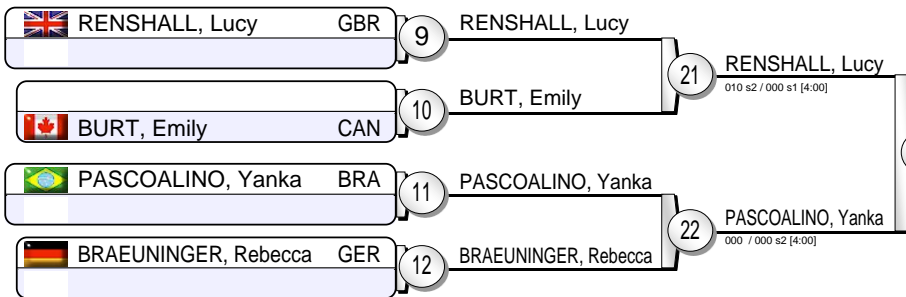 RENSHALL, Lucy GBR
9
RENSHALL, Lucy
21
RENSHALL, Lucy
010 s2 / 000 s1 [4:00]
10
BURT, Emily
BURT, Emily CAN
PASCOALINO, Yanka BRA
11
PASCOALINO, Yanka
22
PASCOALINO, Yanka
000 / 000 s2 [4:00]
BRAEUNINGER, Rebecca GER
12
BRAEUNINGER, Rebecca